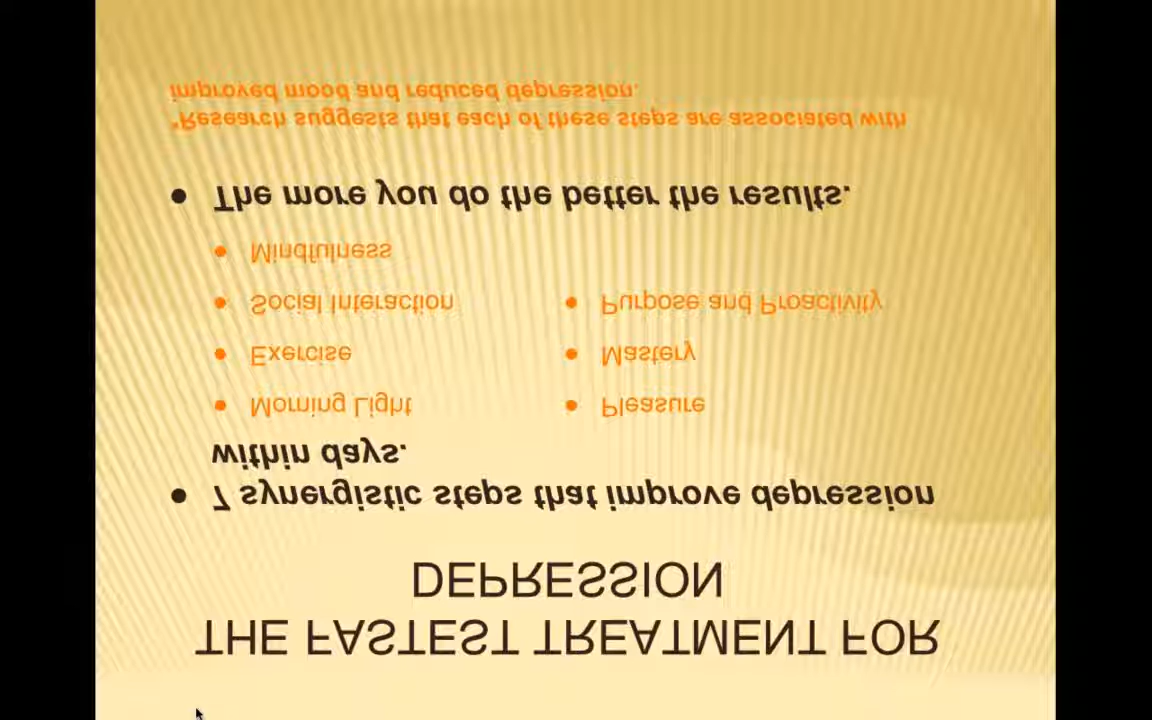 THE FASTEST TREATMENT FOR
DEPRESSION
• 7 synergistic steps that improve depression
within days.
• Morning Light
• Exercise
• Social Interaction
• Mindfulness
• Pleasure
• Mastery
• Purpose and Proactivity
• The more you do the better the results.
*Research suggests that each of these steps are associated with
improved mood and reduced depression.